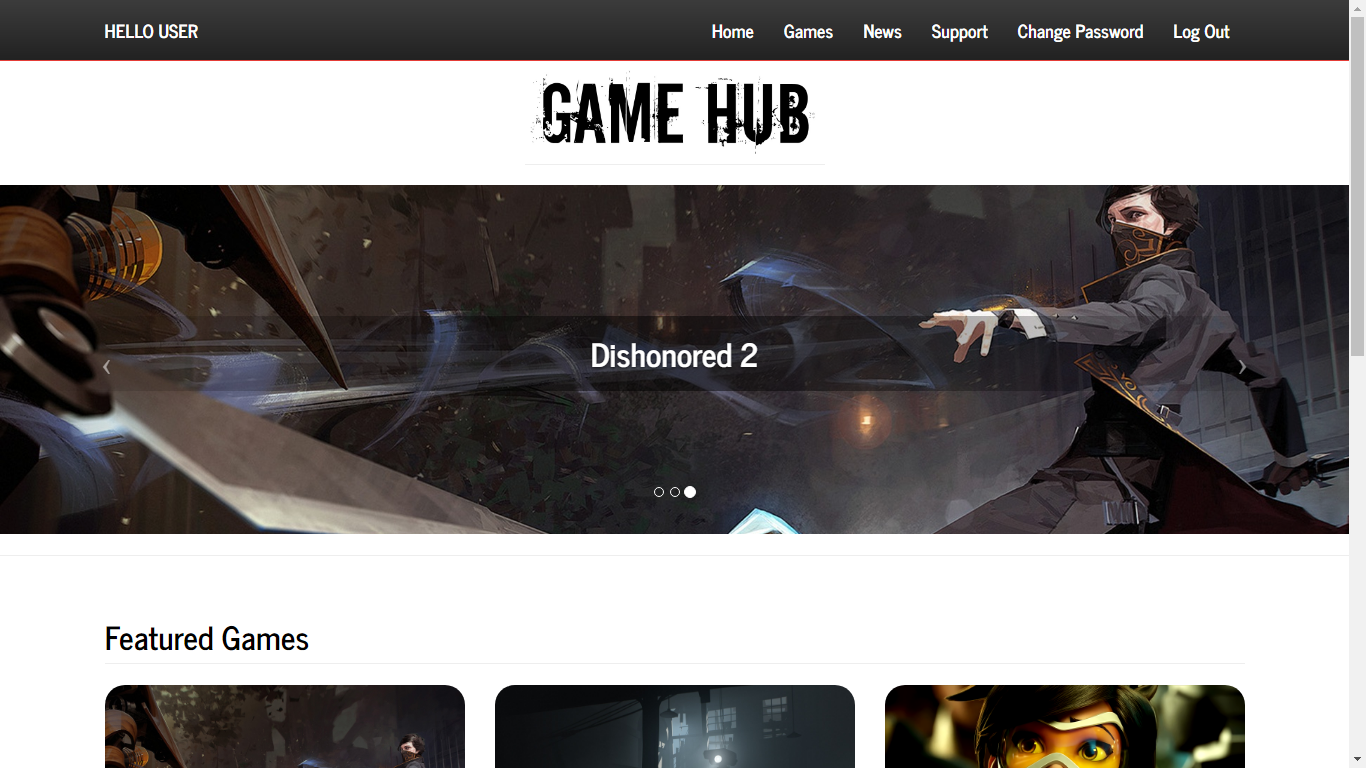 HELLO USER
Home Games News Support Change Password Log Out
GAME HUB
Dishonored 2
Featured Games